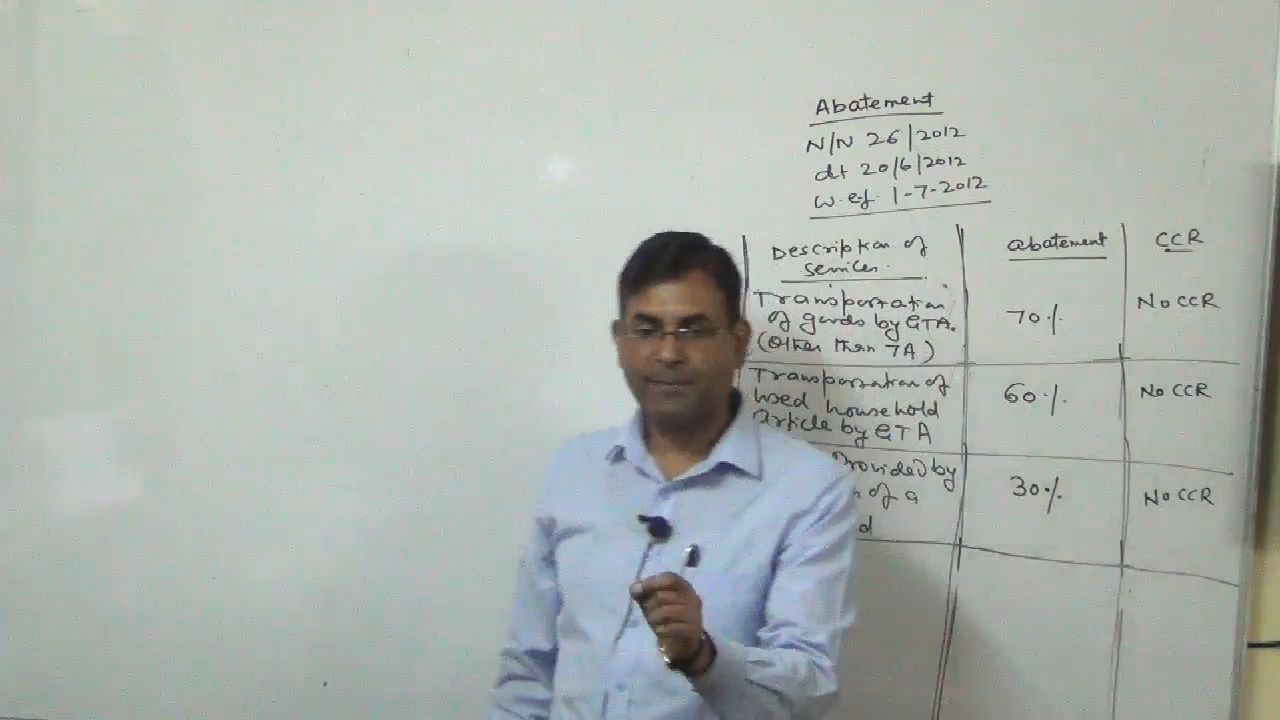 Abatement
N/N 26/2012
dt 20/6/2012
w.e.f. 1-7-2012
Description of services.
abatement
CCR
Transportation
of goods by GTA.
(Other than 7A)
70%
No CCR
Transportation of
used household
Article by GTA
60%
No CCR
Provided by
of a
30%
No CCR